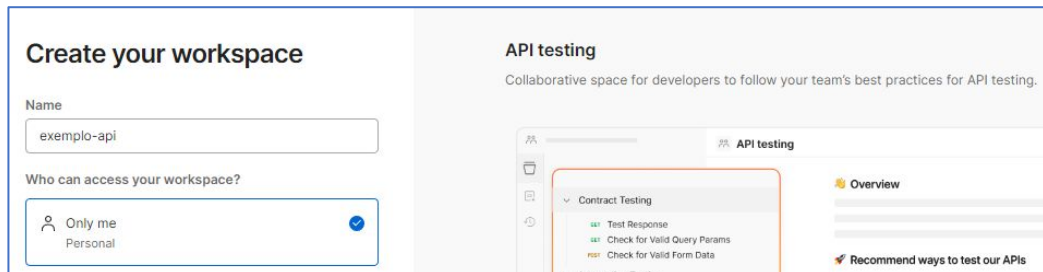 Create your workspace
Name
exemplo-api
Who can access your workspace?
Only me
Personal
API testing
Collaborative space for developers to follow your team's best practices for API testing.
API testing
Contract Testing
GET Test Response
GET Check for Valid Query Params
POST Check for Valid Form Data
👋 Overview
🚀 Recommend ways to test our APIs